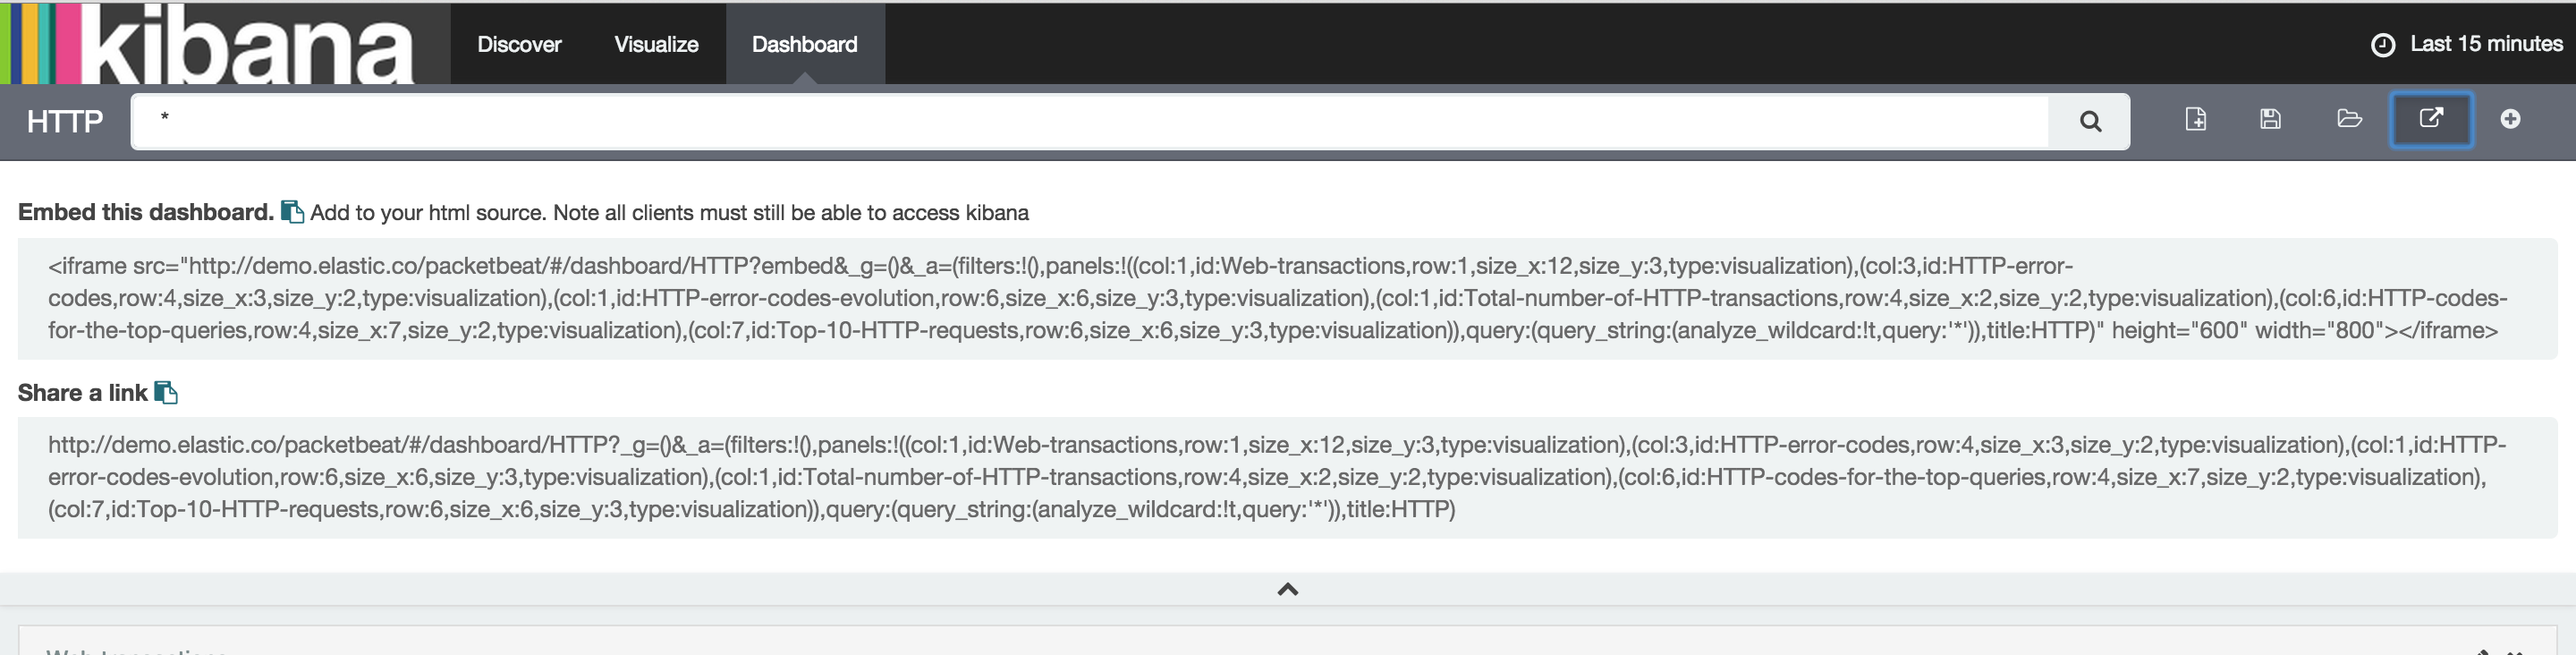 kibana Discover Visualize Dashboard Last 15 minutes
HTTP *
Embed this dashboard. Add to your html source. Note all clients must still be able to access kibana
<iframe src="http://demo.elastic.co/packetbeat/#/dashboard/HTTP?embed&_g=()&_a=(filters:!(),panels:!((col:1,id:Web-transactions,row:1,size_x:12,size_y:3,type:visualization),(col:3,id:HTTP-error-
codes,row:4,size_x:3,size_y:2,type:visualization),(col:1,id:HTTP-error-codes-evolution,row:6,size_x:6,size_y:3,type:visualization),(col:1,id:Total-number-of-HTTP-transactions,row:4,size_x:2,size_y:2,type:visualization),(col:6,id:HTTP-codes-
for-the-top-queries,row:4,size_x:7,size_y:2,type:visualization),(col:7,id:Top-10-HTTP-requests,row:6,size_x:6,size_y:3,type:visualization)),query:(query_string:(analyze_wildcard:!t,query:'*')),title:HTTP)" height="600" width="800"></iframe>
Share a link
http://demo.elastic.co/packetbeat/#/dashboard/HTTP?_g=()&_a=(filters:!(),panels:!((col:1,id:Web-transactions,row:1,size_x:12,size_y:3,type:visualization),(col:3,id:HTTP-error-codes,row:4,size_x:3,size_y:2,type:visualization),(col:1,id:HTTP-
error-codes-evolution,row:6,size_x:6,size_y:3,type:visualization),(col:1,id:Total-number-of-HTTP-transactions,row:4,size_x:2,size_y:2,type:visualization),(col:6,id:HTTP-codes-for-the-top-queries,row:4,size_x:7,size_y:2,type:visualization),
(col:7,id:Top-10-HTTP-requests,row:6,size_x:6,size_y:3,type:visualization)),query:(query_string:(analyze_wildcard:!t,query:'*')),title:HTTP)